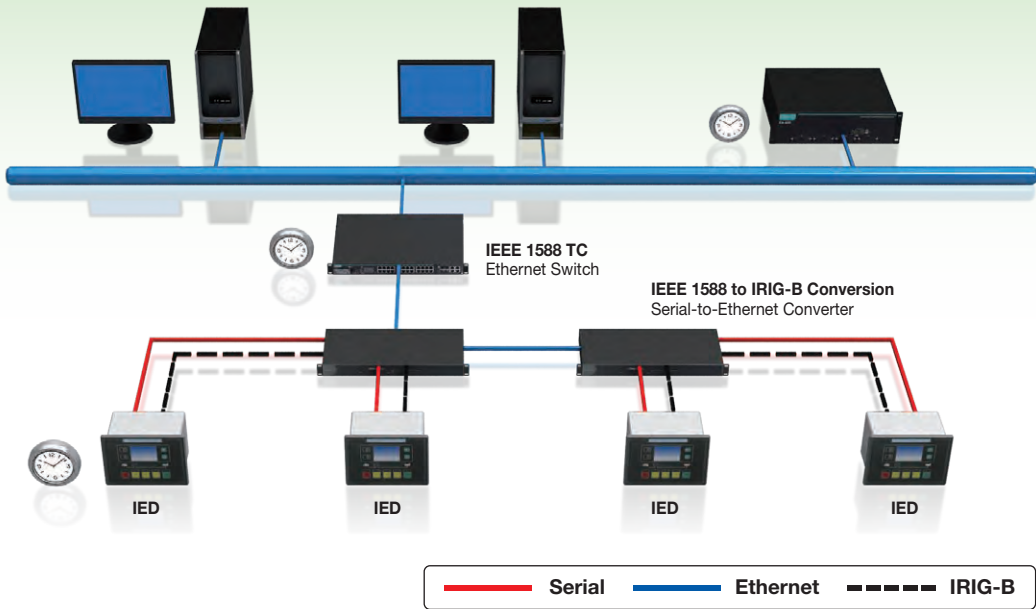 IEEE 1588 TC
Ethernet Switch
IEEE 1588 to IRIG-B Conversion
Serial-to-Ethernet Converter
IED
IED
IED
IED
Serial
Ethernet
IRIG-B